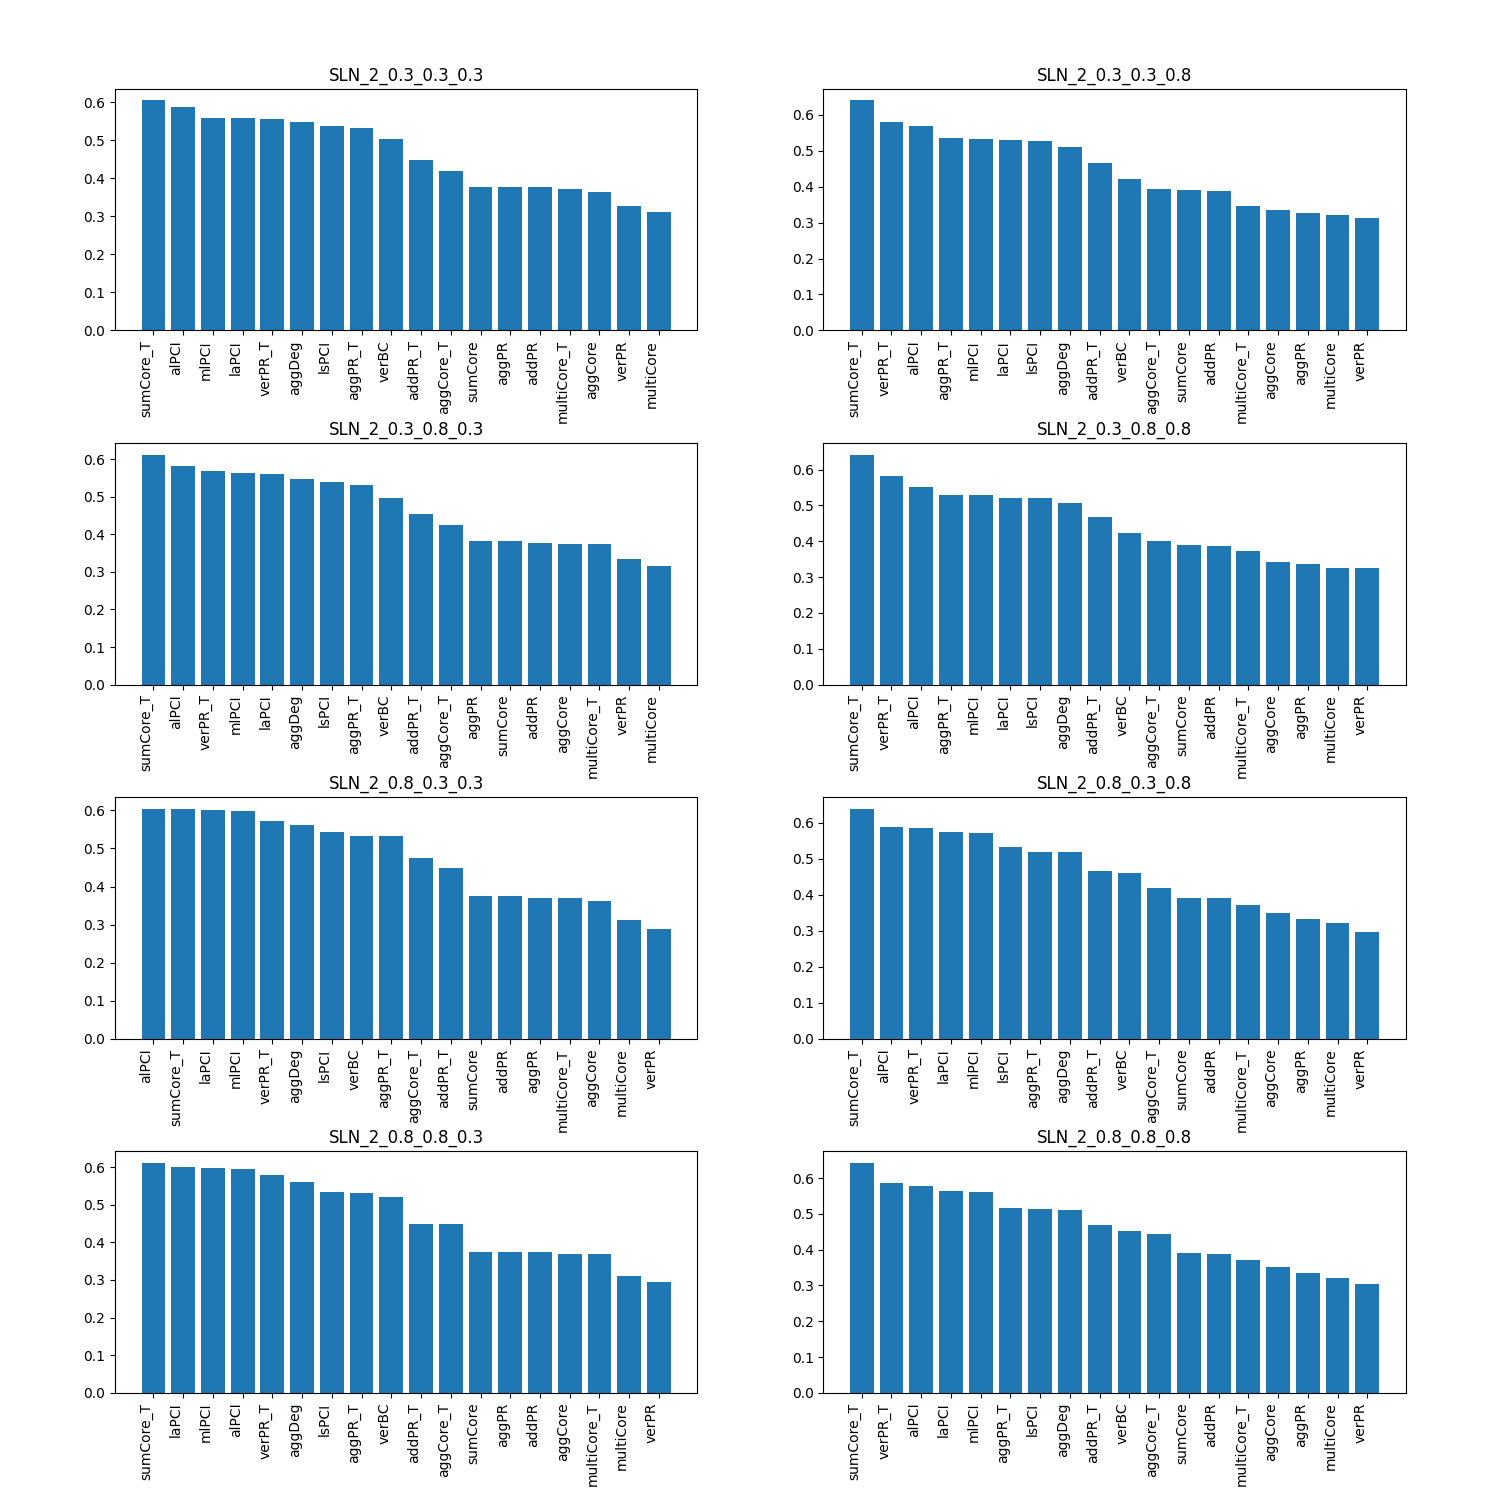 SLN_2_0.3_0.3_0.3
0.6
0.5
0.4
0.3
0.2
0.1
0.0
sumCore_T
alPCI
mlPCI
laPCI
verPR_T
aggDeg
lsPCI
aggPR_T
verBC
addPR_T
aggCore_T
sumCore
aggPR
addPR
multiCore_T
aggCore
verPR
multiCore
SLN_2_0.3_0.3_0.8
0.6
0.5
0.4
0.3
0.2
0.1
0.0
sumCore_T
verPR_T
alPCI
aggPR_T
mlPCI
laPCI
lsPCI
aggDeg
addPR_T
verBC
aggCore_T
sumCore
addPR
multiCore_T
aggCore
aggPR
multiCore
verPR
SLN_2_0.3_0.8_0.3
0.6
0.5
0.4
0.3
0.2
0.1
0.0
sumCore_T
alPCI
verPR_T
mlPCI
laPCI
aggDeg
lsPCI
aggPR_T
verBC
addPR_T
aggCore_T
aggPR
sumCore
addPR
aggCore
multiCore_T
verPR
multiCore
SLN_2_0.3_0.8_0.8
0.6
0.5
0.4
0.3
0.2
0.1
0.0
sumCore_T
verPR_T
alPCI
aggPR_T
mlPCI
laPCI
lsPCI
aggDeg
addPR_T
verBC
aggCore_T
sumCore
addPR
multiCore_T
aggCore
aggPR
multiCore
verPR
SLN_2_0.8_0.3_0.3
0.6
0.5
0.4
0.3
0.2
0.1
0.0
alPCI
sumCore_T
laPCI
mlPCI
verPR_T
aggDeg
lsPCI
verBC
aggPR_T
aggCore_T
addPR_T
sumCore
addPR
aggPR
multiCore_T
aggCore
multiCore
verPR
SLN_2_0.8_0.3_0.8
0.6
0.5
0.4
0.3
0.2
0.1
0.0
sumCore_T
alPCI
verPR_T
laPCI
mlPCI
lsPCI
aggPR_T
aggDeg
addPR_T
verBC
aggCore_T
sumCore
addPR
multiCore_T
aggCore
aggPR
multiCore
verPR
SLN_2_0.8_0.8_0.3
0.6
0.5
0.4
0.3
0.2
0.1
0.0
sumCore_T
laPCI
mlPCI
alPCI
verPR_T
aggDeg
lsPCI
aggPR_T
verBC
addPR_T
aggCore_T
sumCore
aggPR
addPR
aggCore
multiCore_T
multiCore
verPR
SLN_2_0.8_0.8_0.8
0.6
0.5
0.4
0.3
0.2
0.1
0.0
sumCore_T
verPR_T
alPCI
laPCI
mlPCI
aggPR_T
lsPCI
aggDeg
addPR_T
verBC
aggCore_T
sumCore
addPR
multiCore_T
aggCore
aggPR
multiCore
verPR